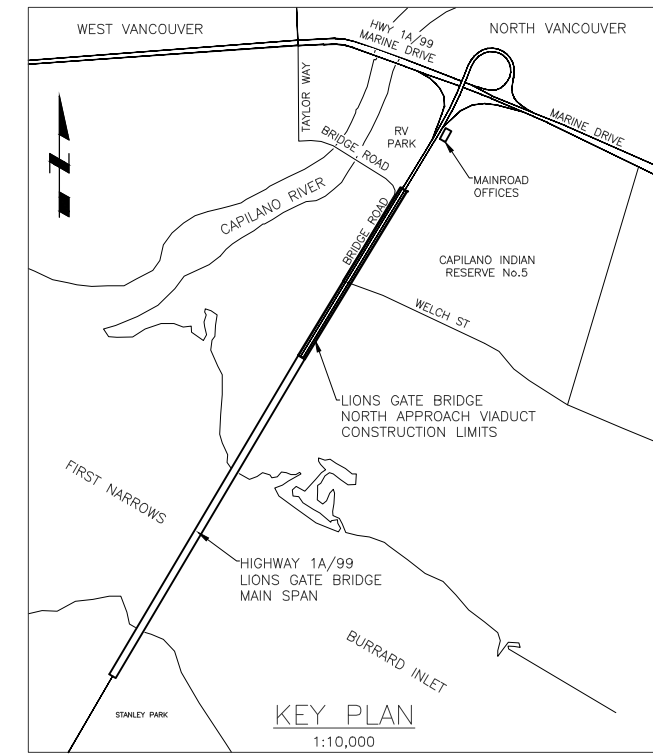 WEST VANCOUVER
NORTH VANCOUVER
HWY 1A/99
MARINE DRIVE
TAYLOR WAY
MARINE DRIVE
RV
PARK
BRIDGE ROAD
MAINROAD
OFFICES
CAPILANO RIVER
BRIDGE ROAD
CAPILANO INDIAN
RESERVE No.5
WELCH ST
LIONS GATE BRIDGE
NORTH APPROACH VIADUCT
CONSTRUCTION LIMITS
FIRST NARROWS
HIGHWAY 1A/99
LIONS GATE BRIDGE
MAIN SPAN
BURRARD INLET
STANLEY PARK
KEY PLAN
1:10,000